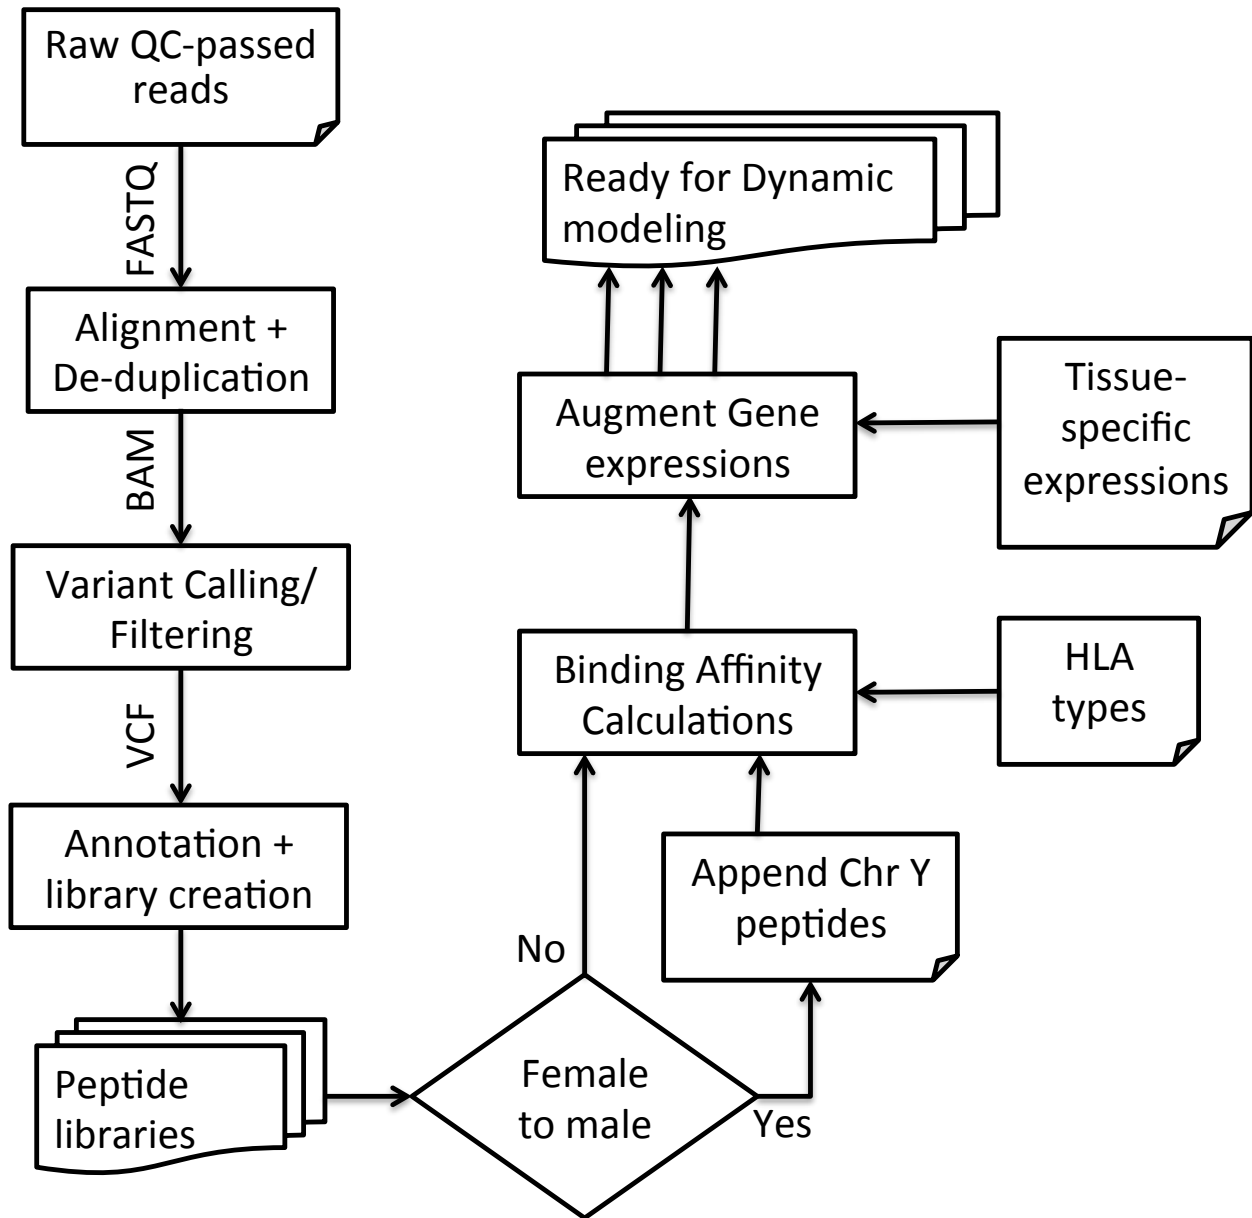 Raw QC-passed
reads
FASTQ
Alignment +
De-duplication
BAM
Variant Calling/
Filtering
VCF
Annotation +
library creation
Peptide
libraries
Female
to male
No
Yes
Append Chr Y
peptides
Binding Affinity
Calculations
HLA
types
Augment Gene
expressions
Tissue-
specific
expressions
Ready for Dynamic
modeling